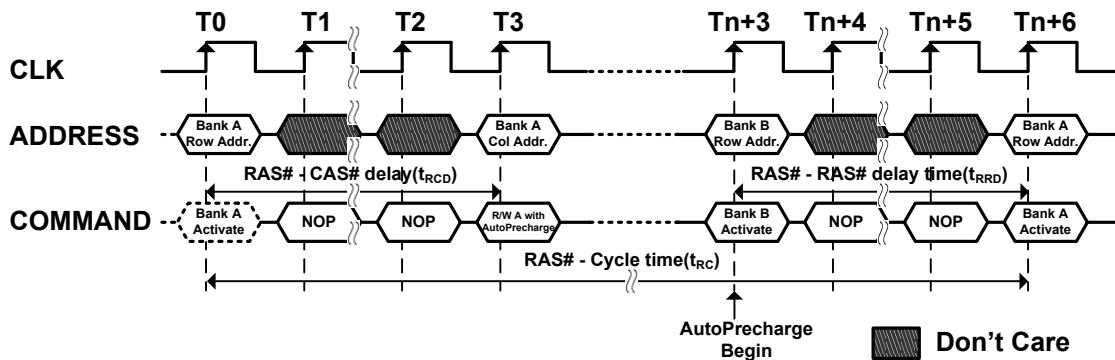 T0 T1 T2 T3 Tn+3 Tn+4 Tn+5 Tn+6
CLK
ADDRESS
Bank A
Row Addr.
Bank A
Col Addr.
Bank B
Row Addr.
Bank A
Row Addr.
RAS# - CAS# delay(tRCD)
RAS# - RAS# delay time(tRRD)
COMMAND
Bank A
Activate
NOP
NOP
R/W A with
AutoPrecharge
Bank B
Activate
NOP
NOP
Bank A
Activate
RAS# - Cycle time(tRC)
AutoPrecharge
Begin
Don't Care